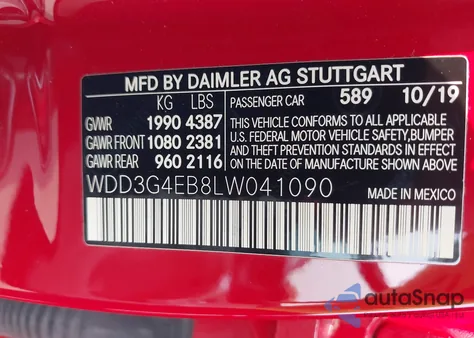 MFD BY DAIMLER AG STUTTGART
KG LBS PASSENGER CAR 589 10/19
GVWR 1990 4387 THIS VEHICLE CONFORMS TO ALL APPLICABLE
GAWR FRONT 1080 2381 U.S. FEDERAL MOTOR VEHICLE SAFETY,BUMPER
GAWR REAR 960 2116 AND THEFT PREVENTION STANDARDS IN
EFFECT ON THE DATE OF MANUFACTURE
WDD3G4EB8LW041090
MADE IN MEXICO
autoSnap